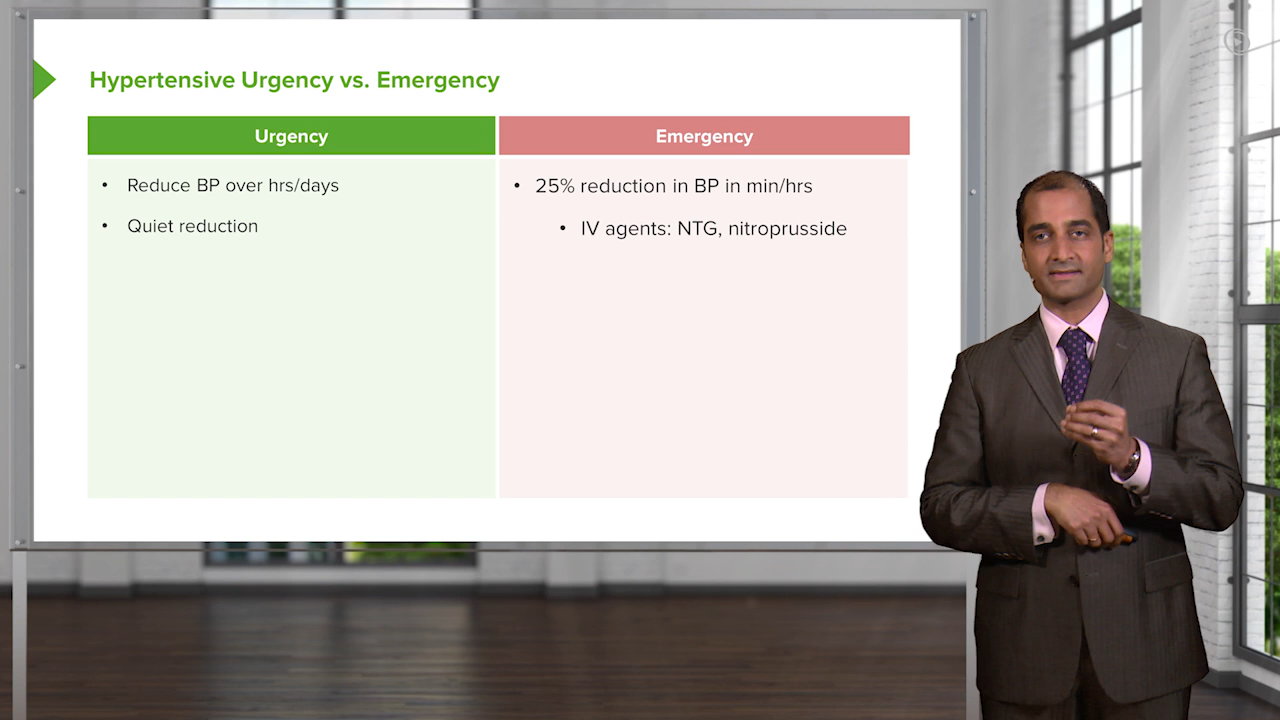 Hypertensive Urgency vs. Emergency
Urgency
Emergency
• Reduce BP over hrs/days
• Quiet reduction
• 25% reduction in BP in min/hrs
• IV agents: NTG, nitroprusside